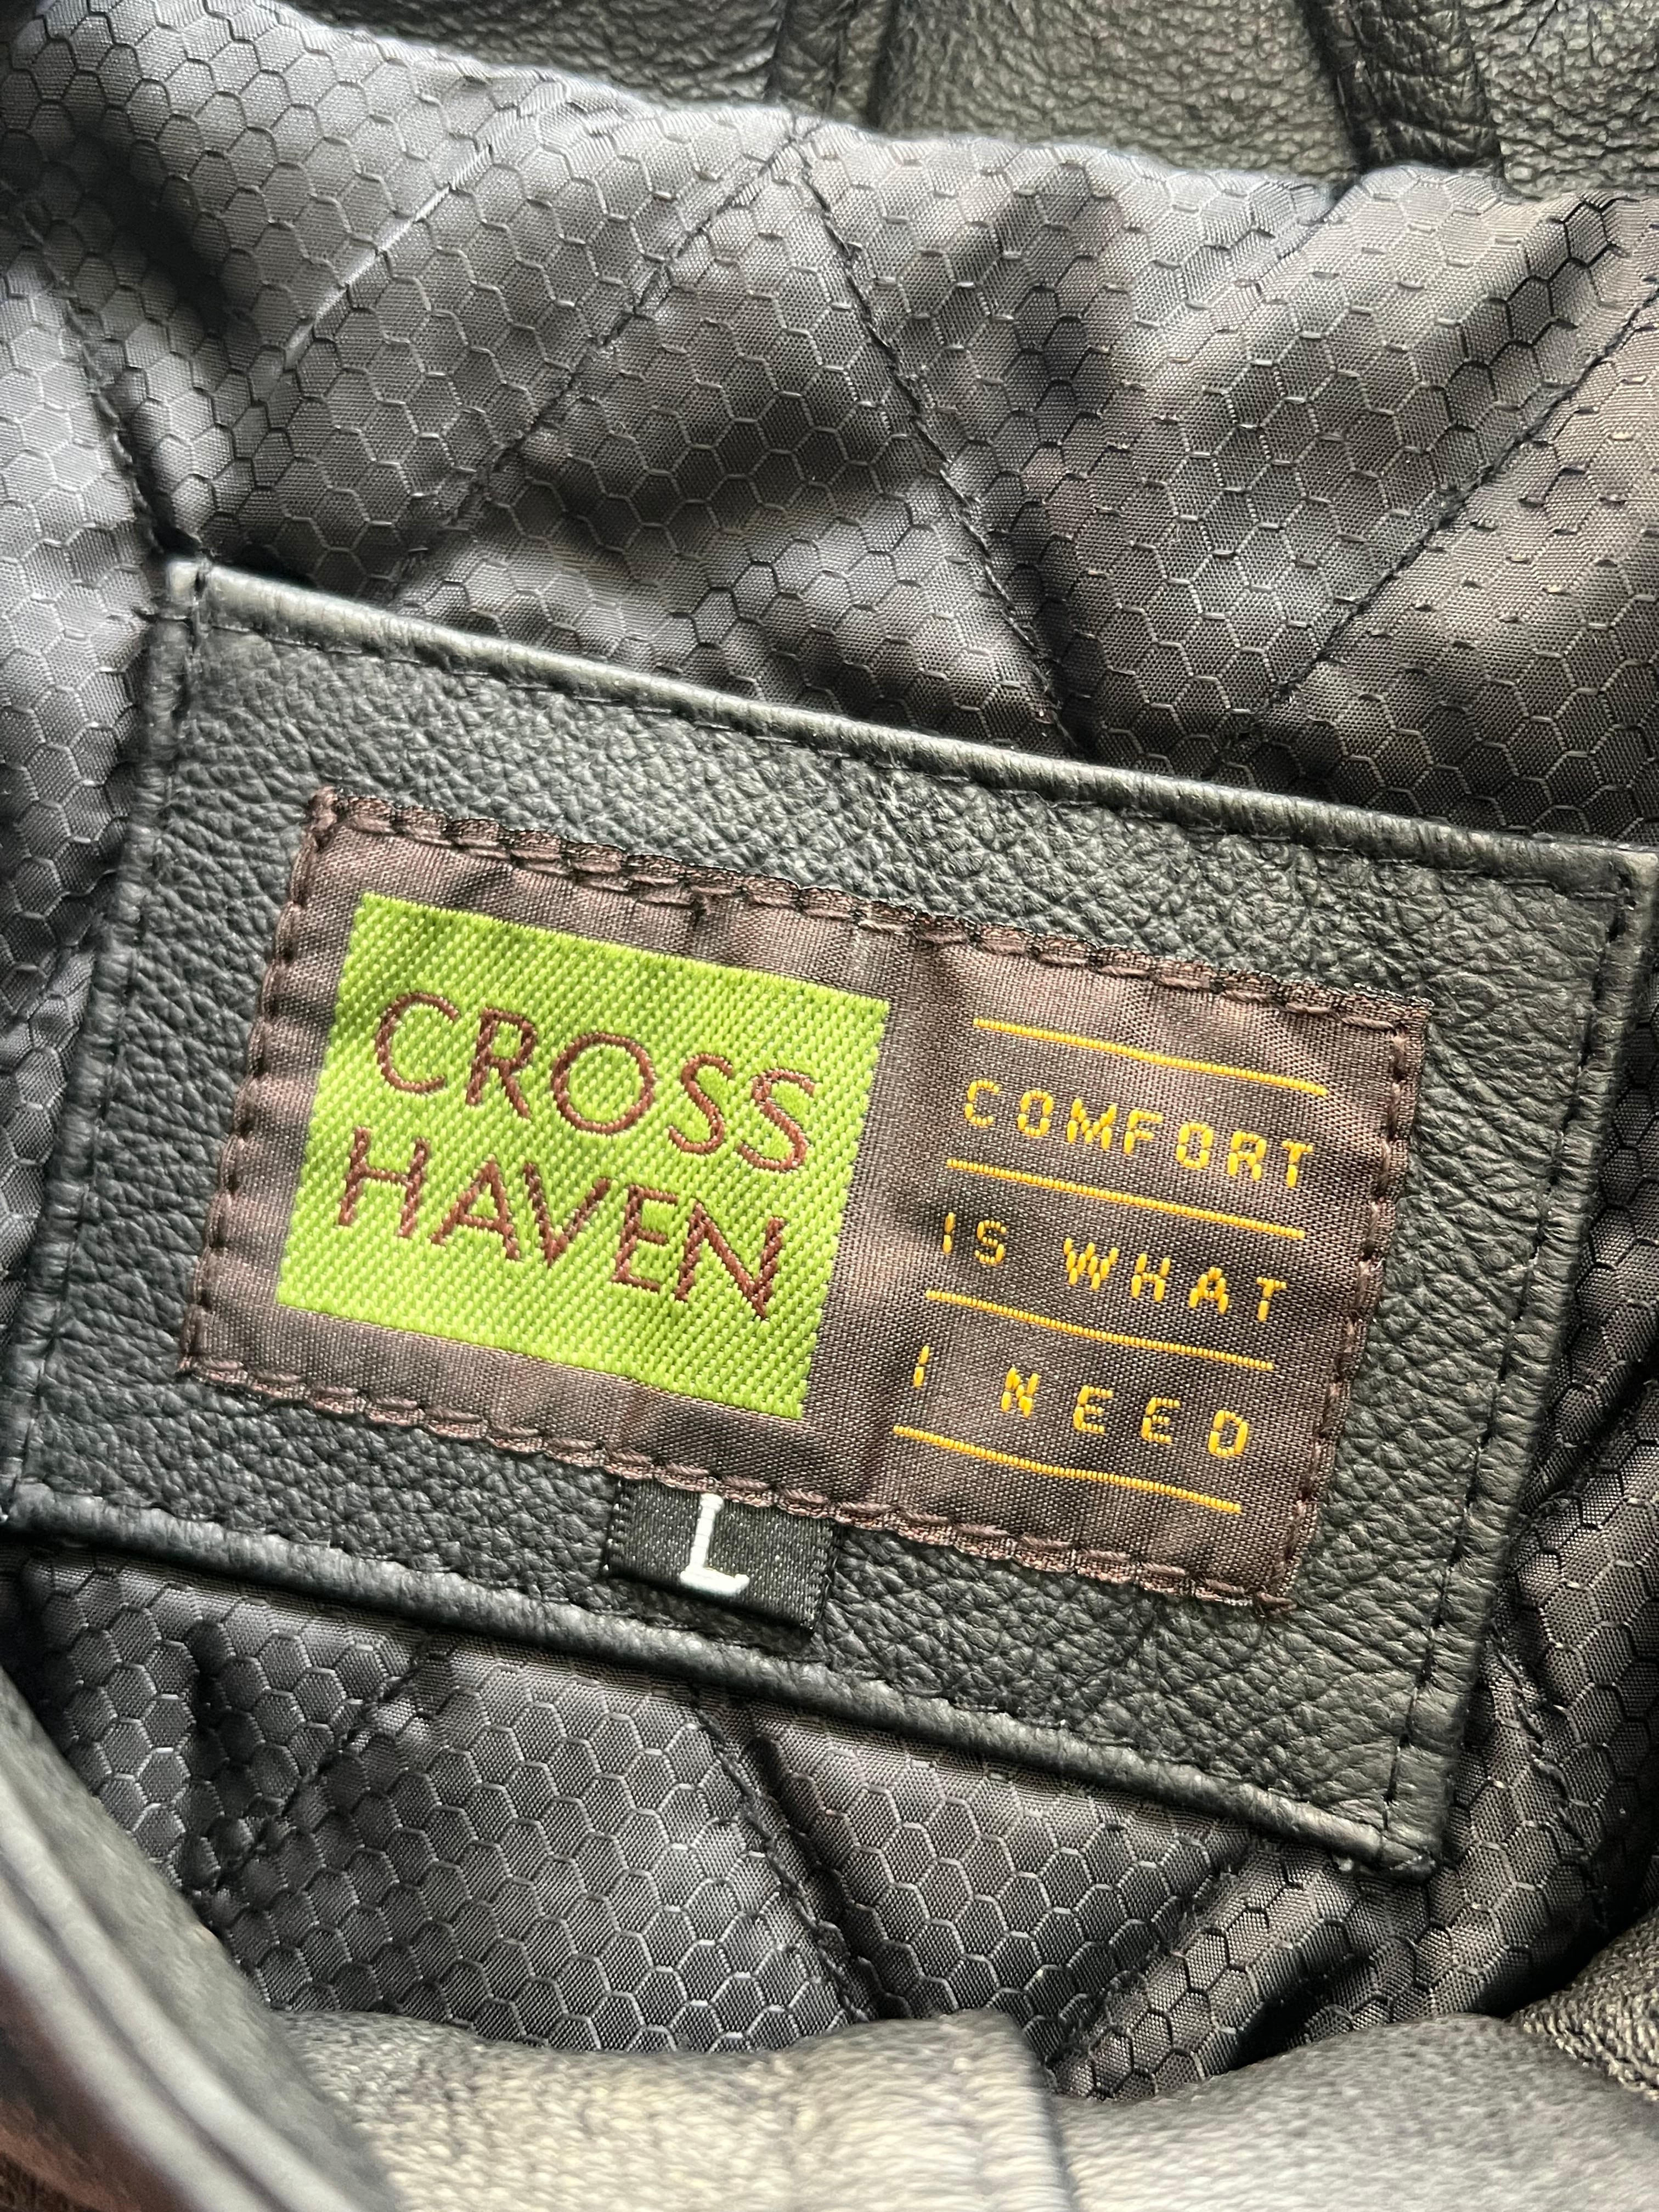 CROSS
HAVEN
COMFORT
IS WHAT
I NEED
L